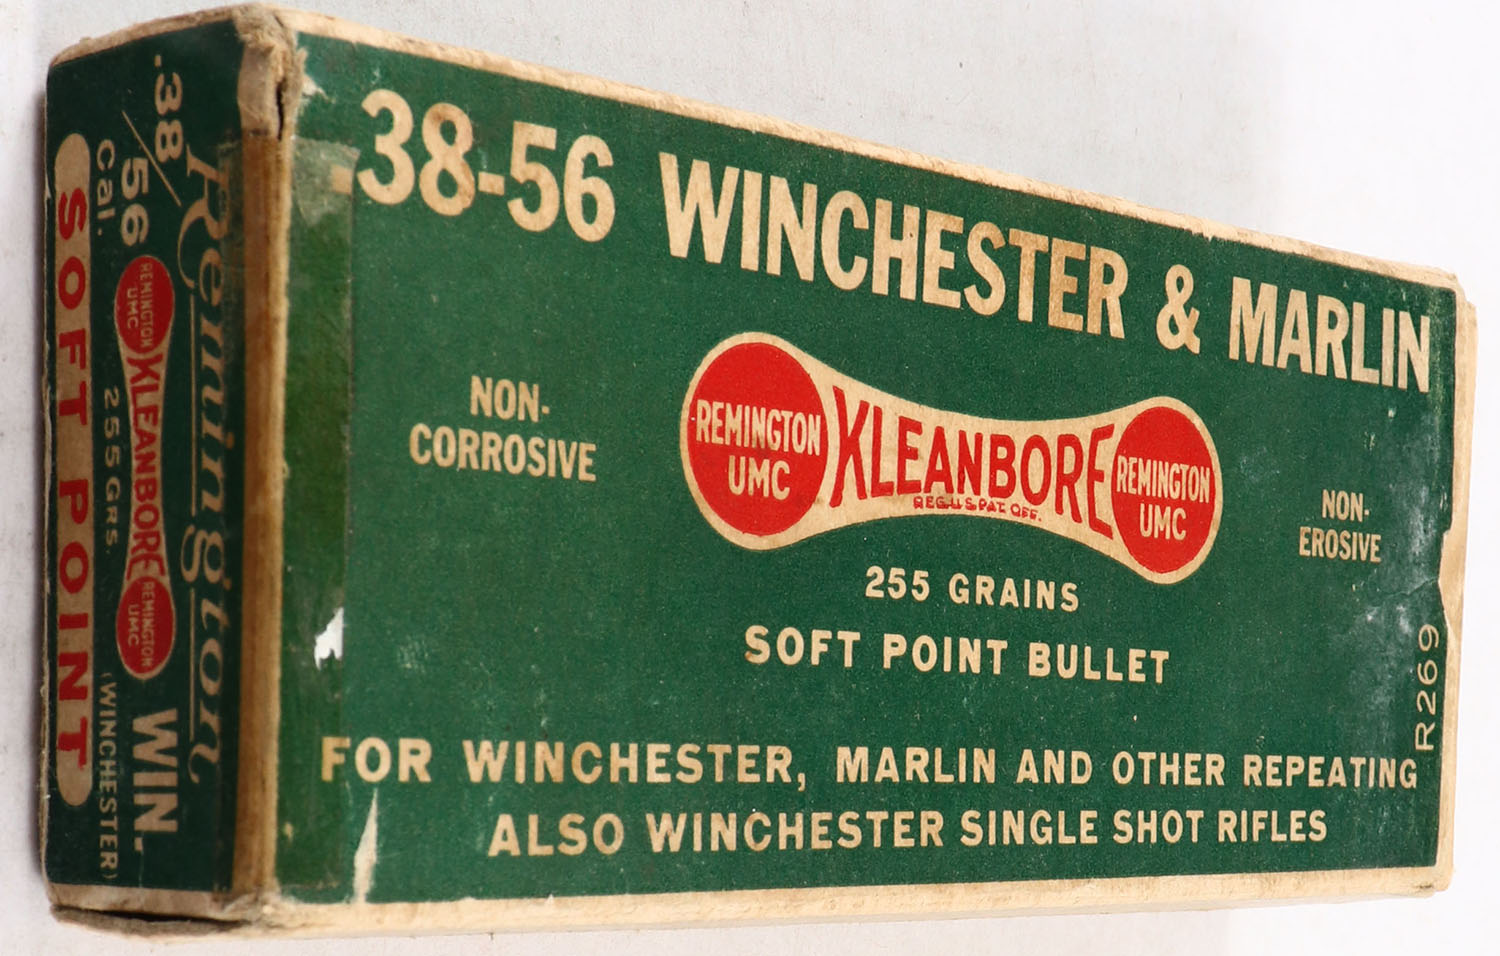 .38-56 WINCHESTER & MARLIN
NON-
CORROSIVE
REMINGTON
UMC
KLEANBORE
REG. U.S. PAT. OFF.
REMINGTON
UMC
NON-
EROSIVE
255 GRAINS
SOFT POINT BULLET
R269
FOR WINCHESTER, MARLIN AND OTHER REPEATING
ALSO WINCHESTER SINGLE SHOT RIFLES
Remington
.38/56 WIN.
REMINGTON
UMC
KLEANBORE
REMINGTON
UMC
Cal. 255 GRS. (WINCHESTER)
SOFT POINT